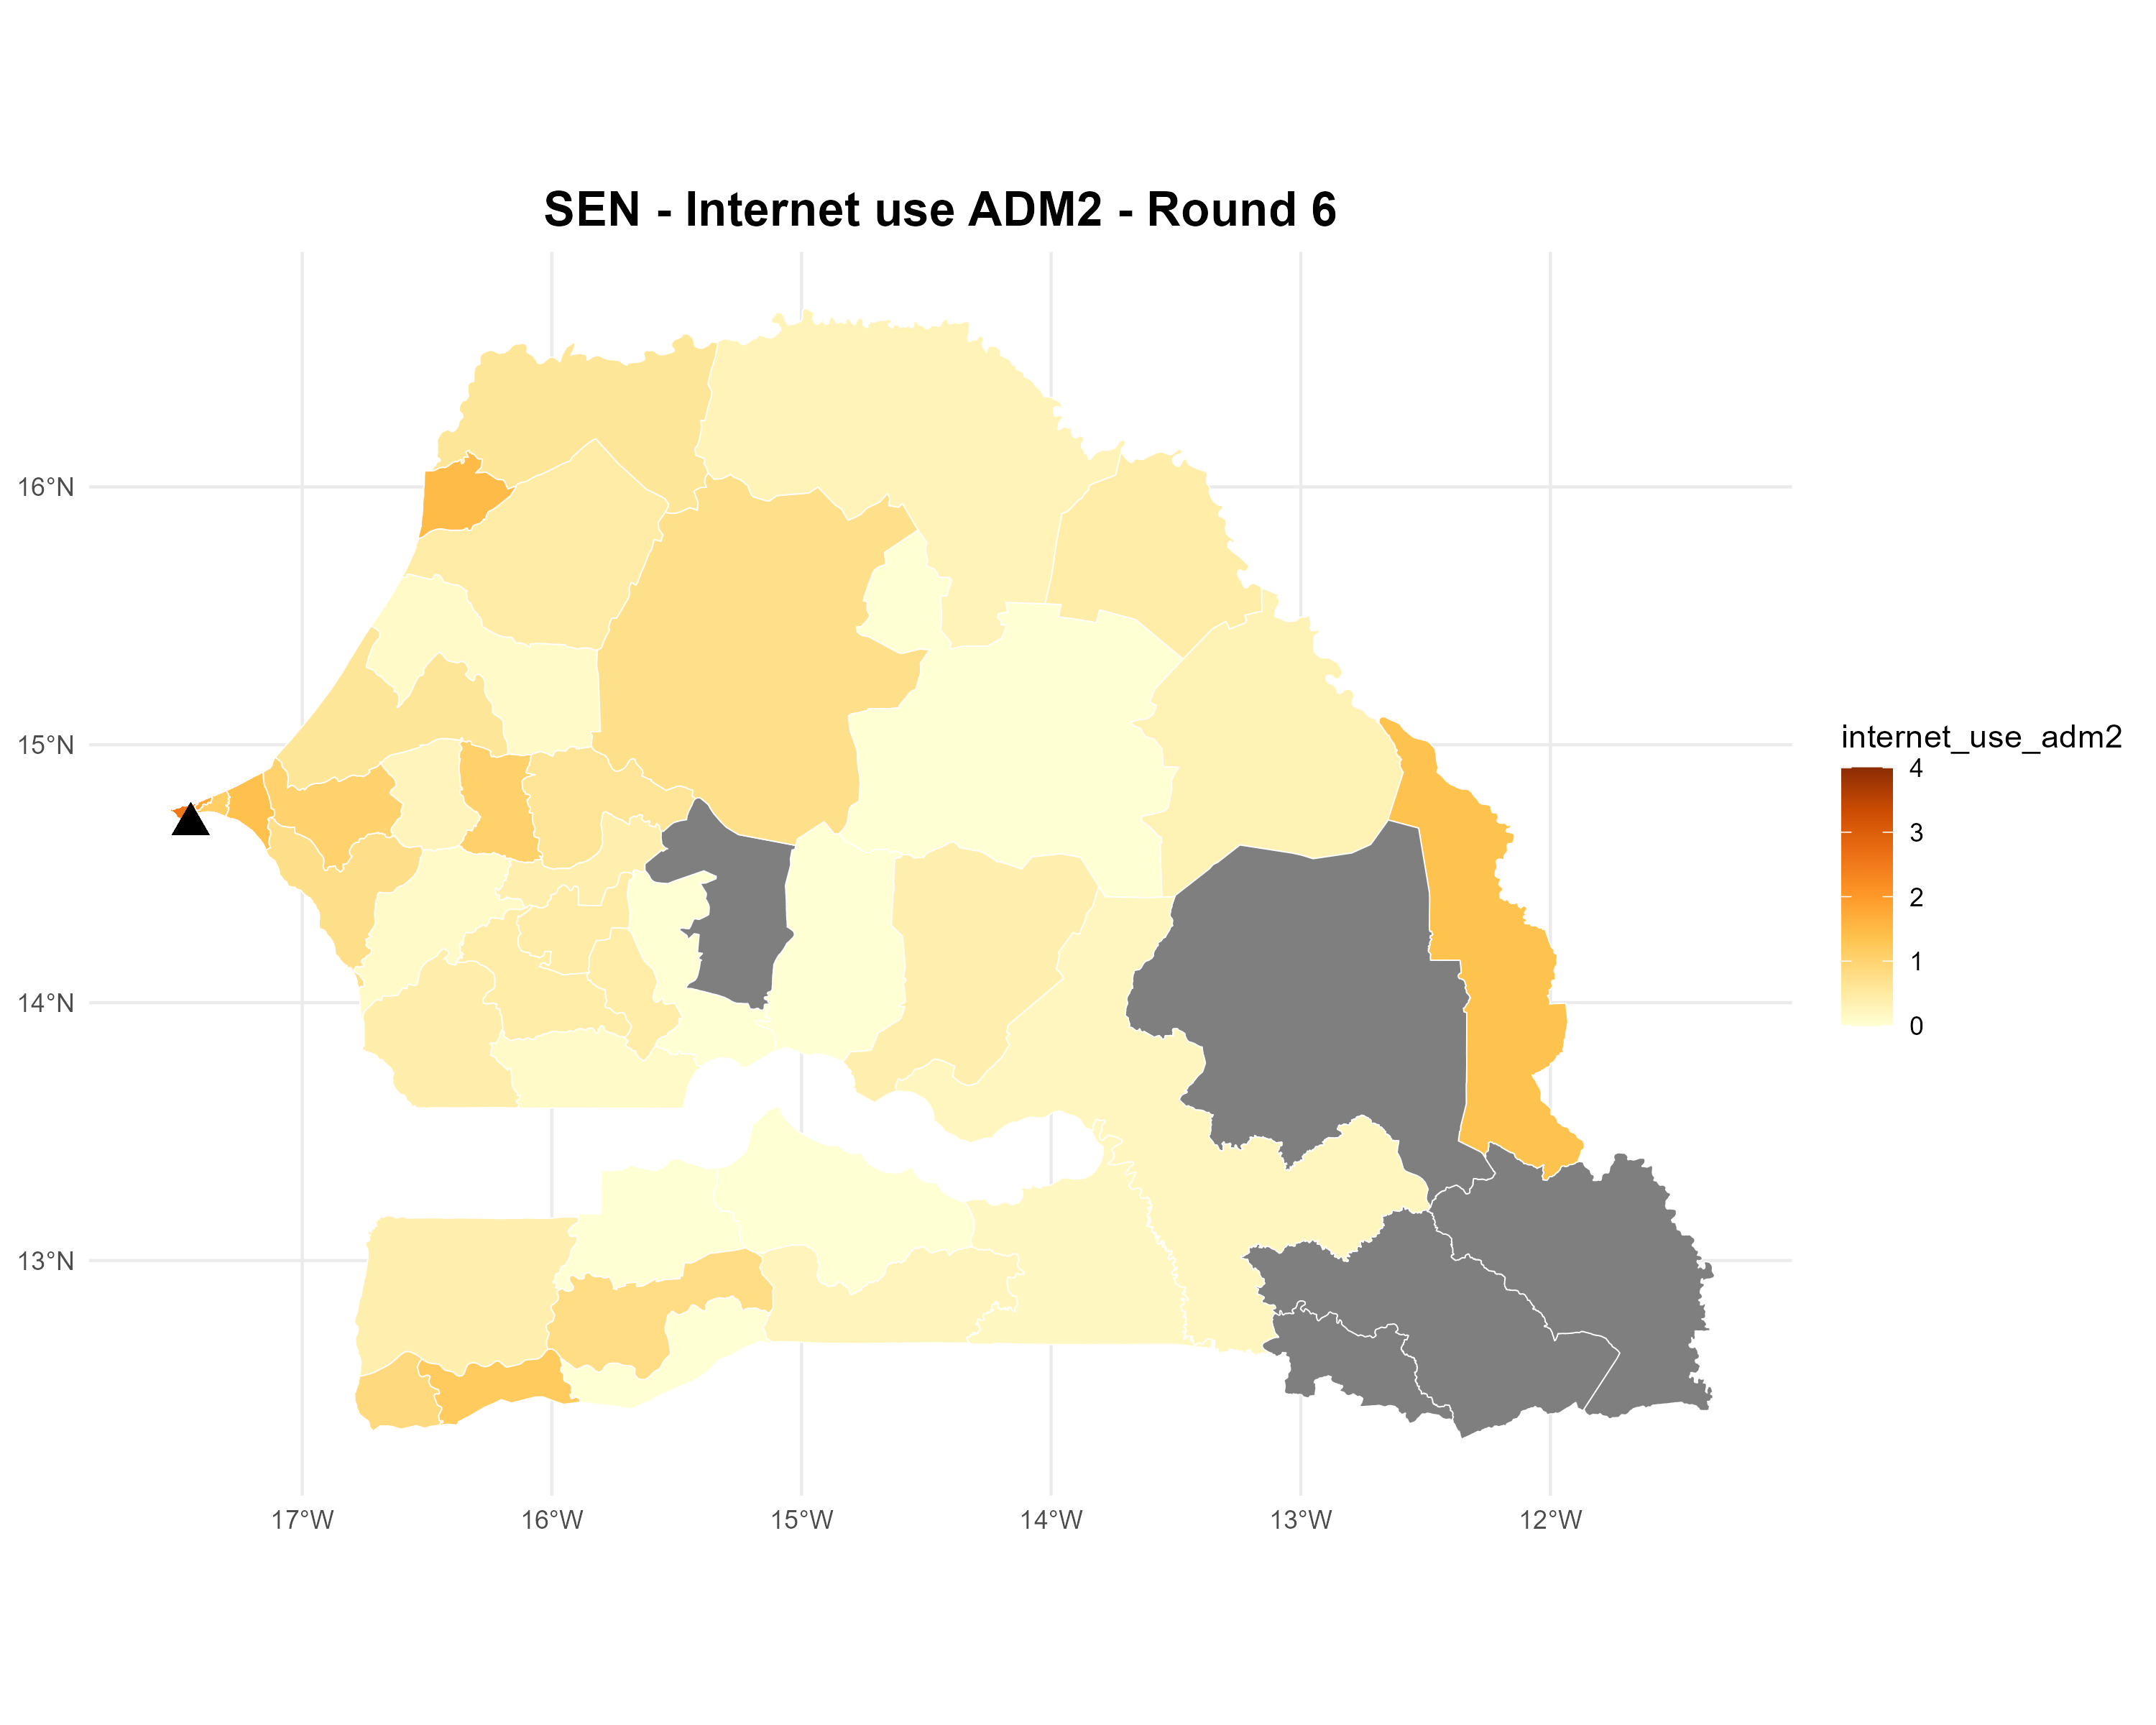 SEN - Internet use ADM2 - Round 6
16°N
15°N
14°N
13°N
17°W
16°W
15°W
14°W
13°W
12°W
internet_use_adm2
4
3
2
1
0